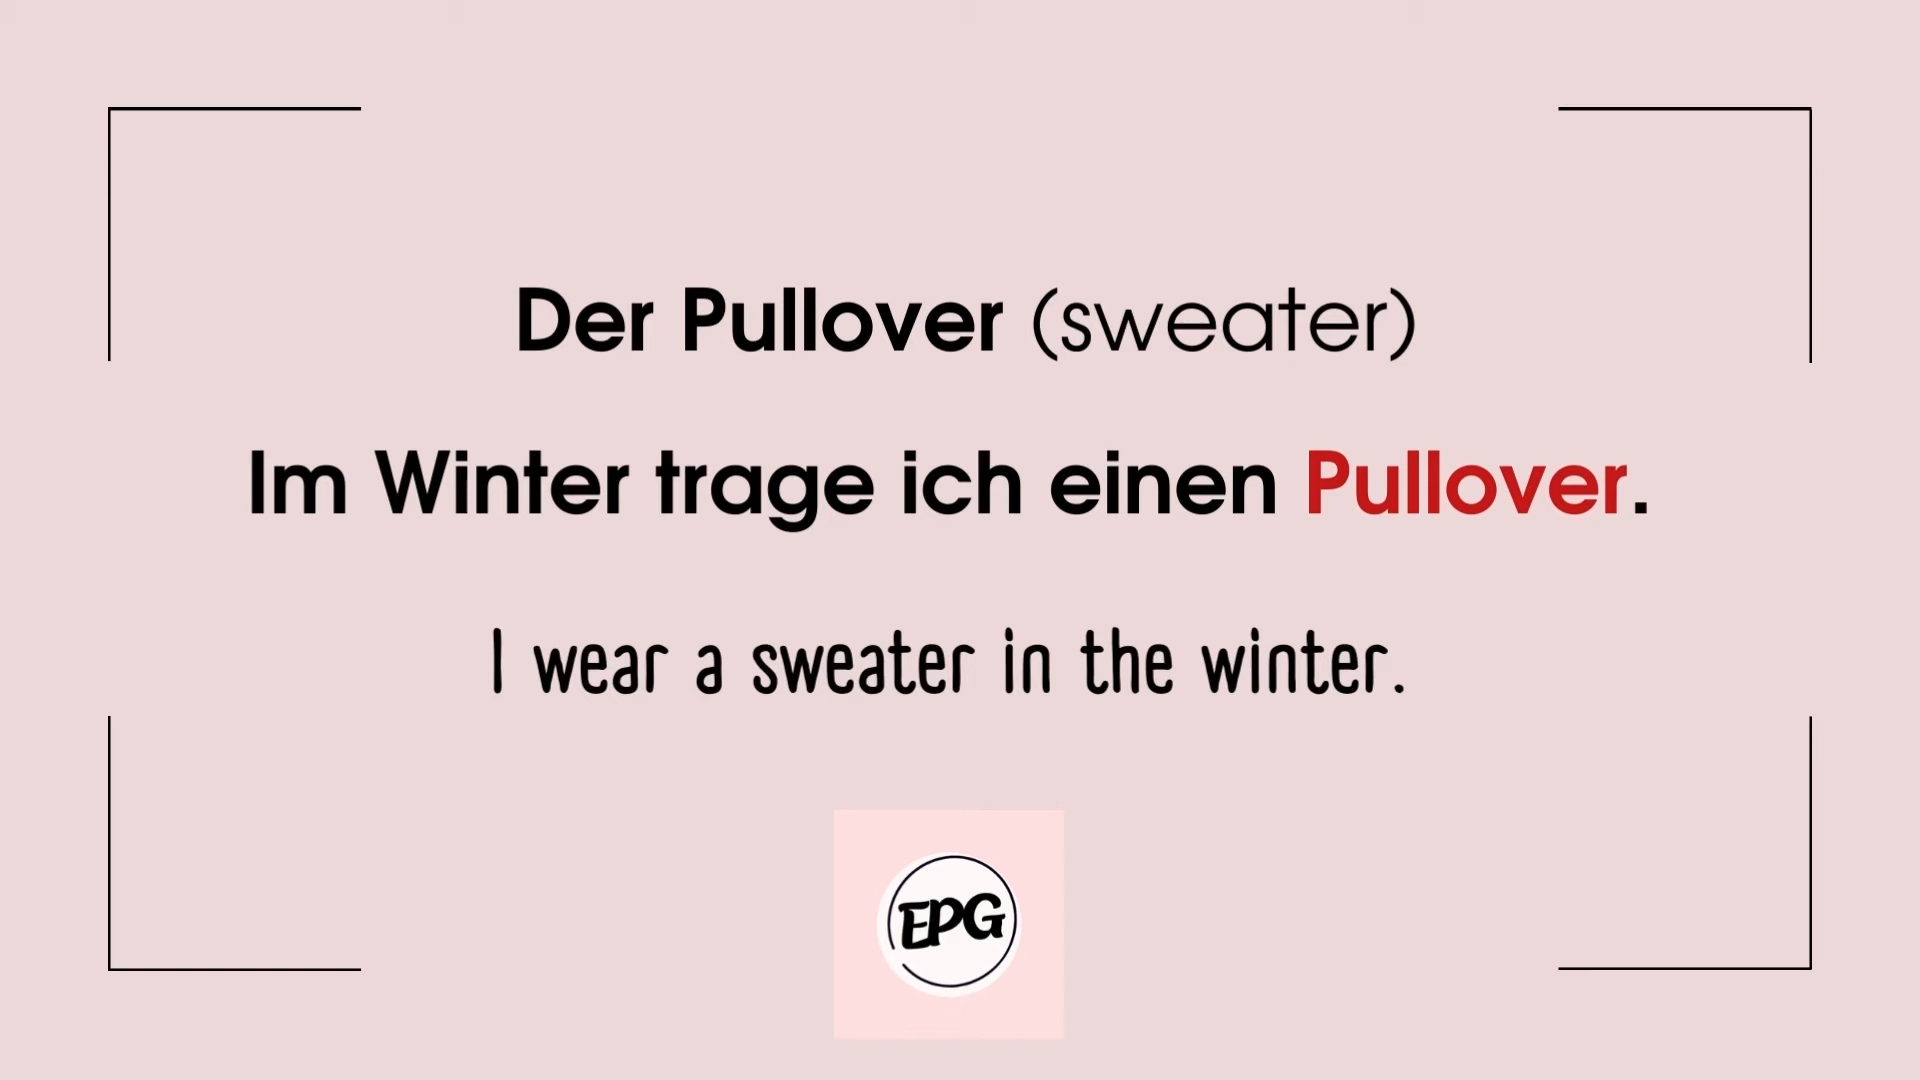 Der Pullover (sweater)
Im Winter trage ich einen Pullover.
I wear a sweater in the winter.
EPG